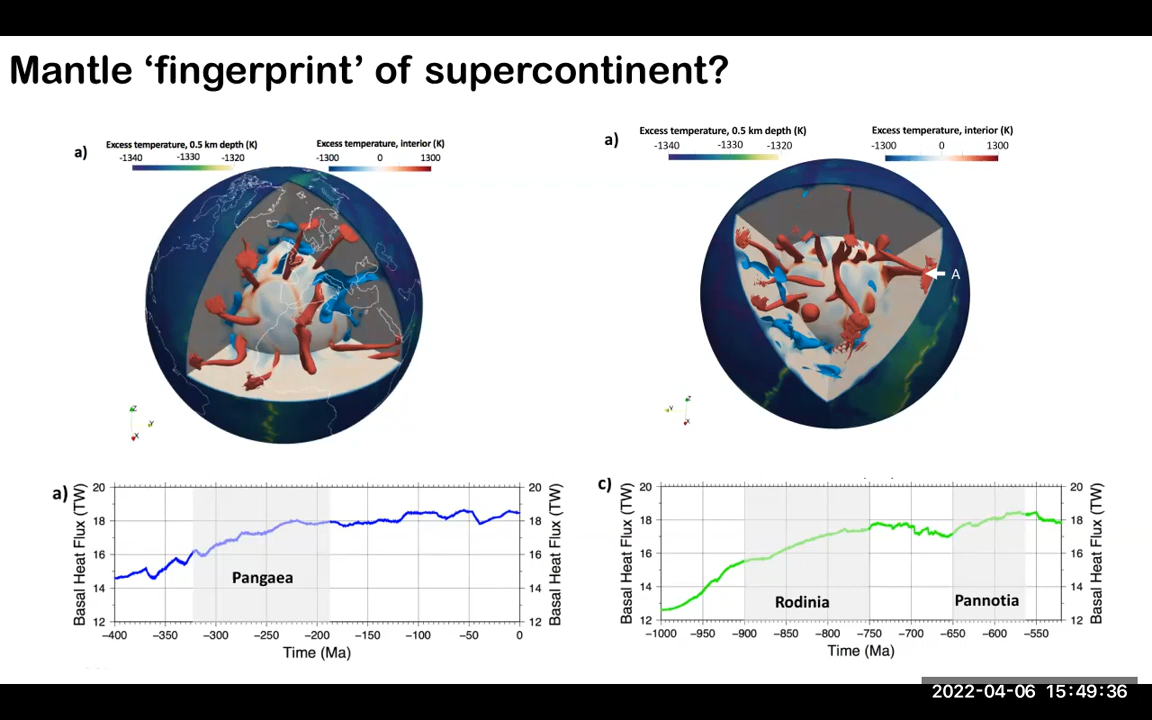 Mantle ‘fingerprint’ of supercontinent?
a)
Excess temperature, 0.5 km depth (K)
-1340 -1330 -1320
Excess temperature, interior (K)
-1300 0 1300
a)
Excess temperature, 0.5 km depth (K)
-1340 -1330 -1320
Excess temperature, interior (K)
-1300 0 1300
A
Z
Y
X
Z
Y
X
a)
Basal Heat Flux (TW)
20
18
16
14
12
Pangaea
20
18
16
14
12
Basal Heat Flux (TW)
−400 −350 −300 −250 −200 −150 −100 −50 0
Time (Ma)
c)
Basal Heat Flux (TW)
20
18
16
14
12
Rodinia
Pannotia
20
18
16
14
12
Basal Heat Flux (TW)
−1000 −950 −900 −850 −800 −750 −700 −650 −600 −550
Time (Ma)
2022-04-06 15:49:36